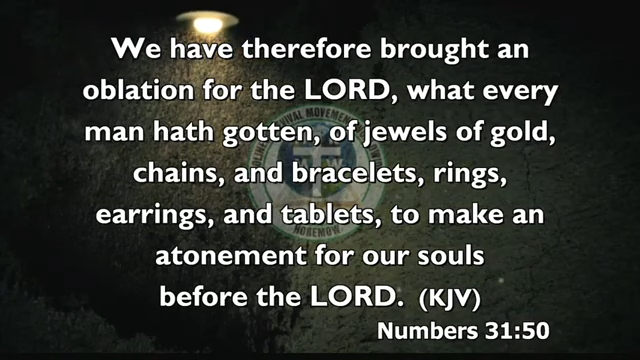 We have therefore brought an
oblation for the LORD, what every
man hath gotten, of jewels of gold,
chains, and bracelets, rings,
earrings, and tablets, to make an
atonement for our souls
before the LORD. (KJV)
Numbers 31:50